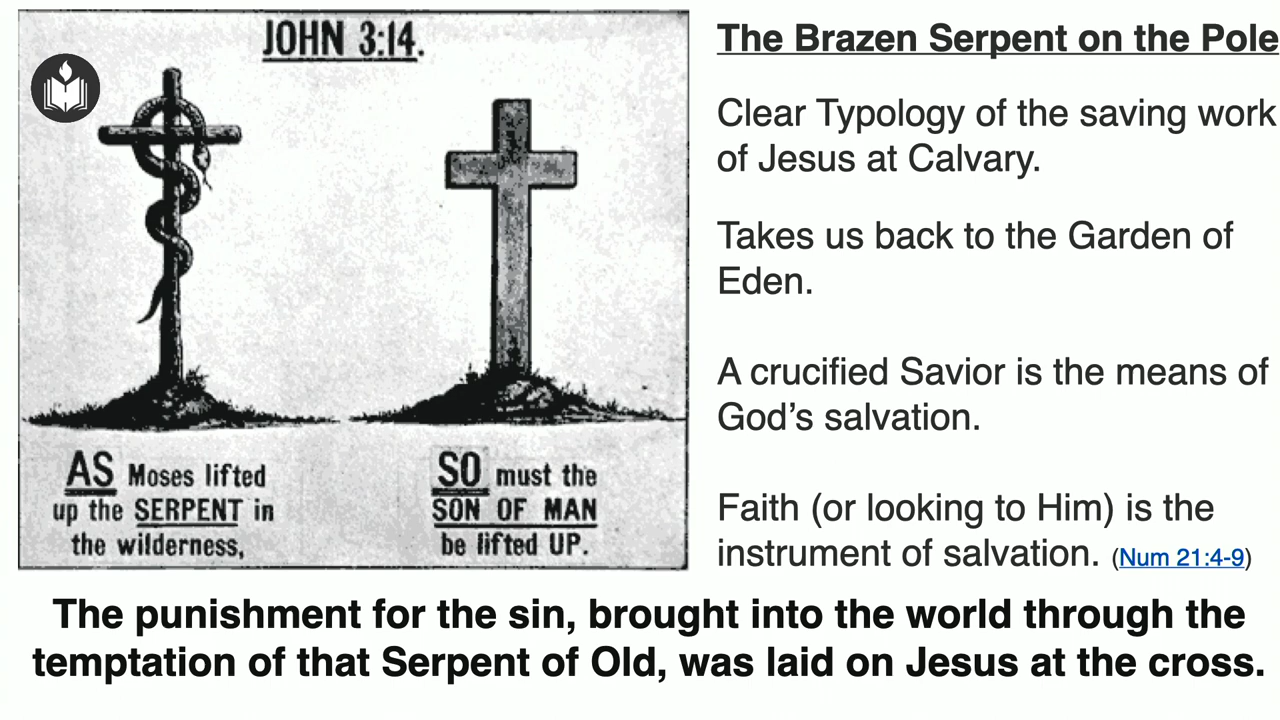 JOHN 3:14.
AS Moses lifted
up the SERPENT in
the wilderness,
SO must the
SON OF MAN
be lifted UP.
The Brazen Serpent on the Pole
Clear Typology of the saving work
of Jesus at Calvary.
Takes us back to the Garden of
Eden.
A crucified Savior is the means of
God’s salvation.
Faith (or looking to Him) is the
instrument of salvation. (Num 21:4-9)
The punishment for the sin, brought into the world through the
temptation of that Serpent of Old, was laid on Jesus at the cross.